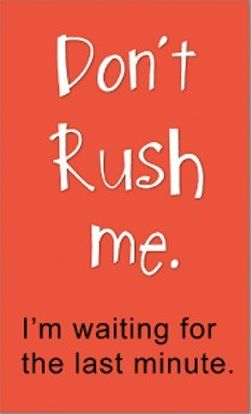 Don't
Rush
me.
I'm waiting for
the last minute.